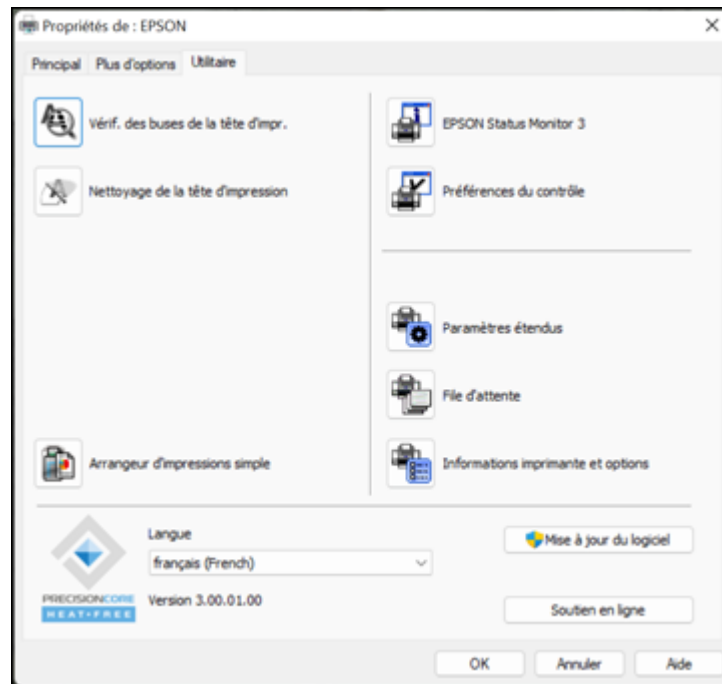 Propriétés de : EPSON
Principal Plus d'options Utilitaire
Vérif. des buses de la tête d'impr.
EPSON Status Monitor 3
Nettoyage de la tête d'impression
Préférences du contrôle
Paramètres étendus
File d'attente
Arrangeur d'impressions simple
Informations imprimante et options
Langue
français (French)
Mise à jour du logiciel
PRECISIONCORE
HEAT-FREE
Version 3.00.01.00
Soutien en ligne
OK Annuler Aide